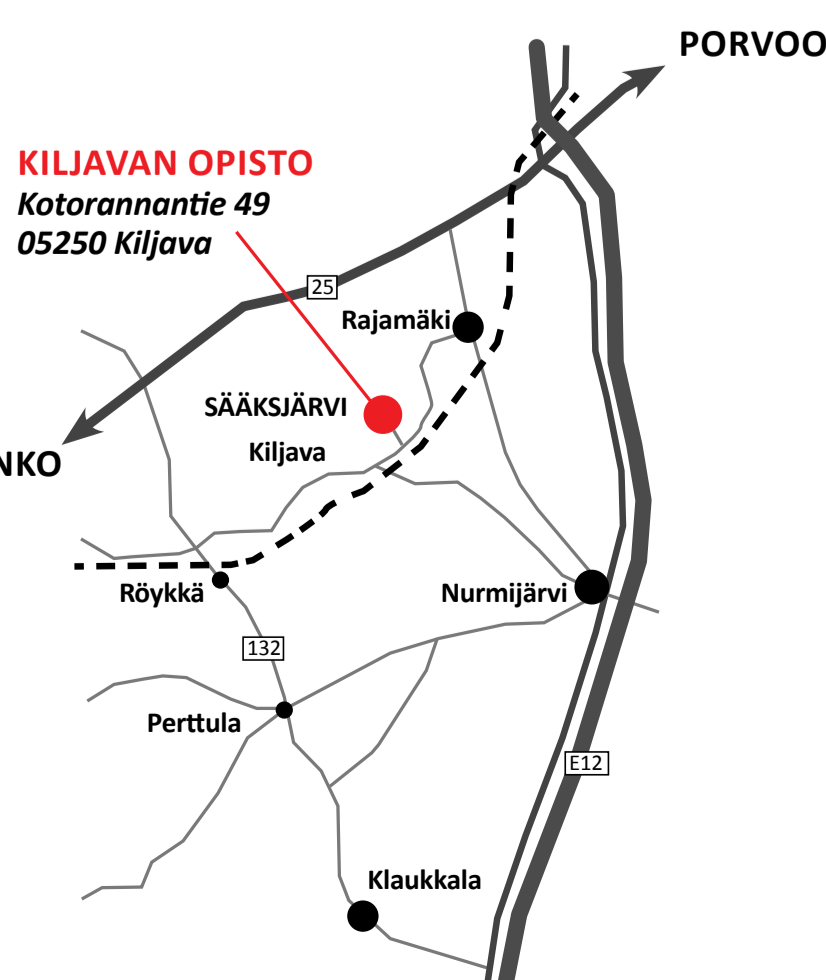 PORVOO
KILJAVAN OPISTO
Kotorannantie 49
05250 Kiljava
25
Rajamäki
SÄÄKSJÄRVI
Kiljava
NKO
Röykkä
Nurmijärvi
132
Perttula
E12
Klaukkala